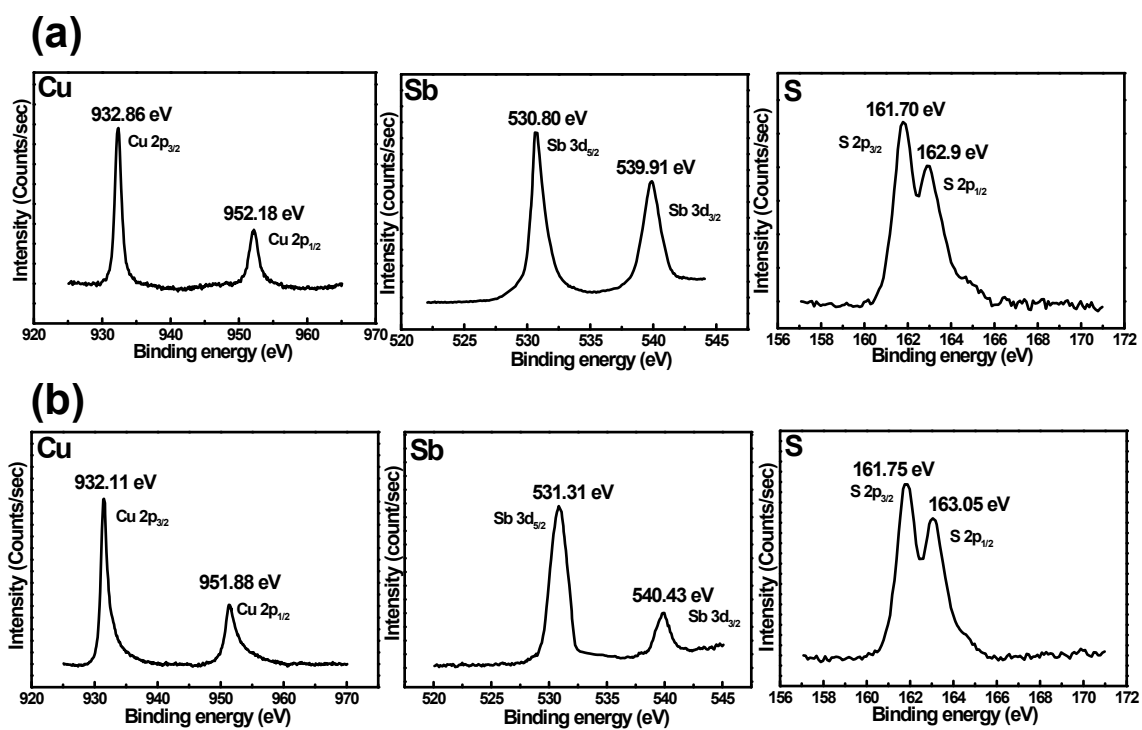 (a)
Cu
932.86 eV
Cu 2p3/2
952.18 eV
Cu 2p1/2
Intensity (Counts/sec)
920 930 940 950 960 970
Binding energy (eV)
Sb
530.80 eV
Sb 3d5/2
539.91 eV
Sb 3d3/2
Intensity (counts/sec)
520 525 530 535 540 545
Binding energy (eV)
S
161.70 eV
S 2p3/2
162.9 eV
S 2p1/2
Intensity (Counts/sec)
156 158 160 162 164 166 168 170 172
Binding energy (eV)
(b)
Cu
932.11 eV
Cu 2p3/2
951.88 eV
Cu 2p1/2
Intensity (Counts/sec)
920 930 940 950 960 970
Binding energy (eV)
Sb
531.31 eV
Sb 3d5/2
540.43 eV
Sb 3d3/2
Intensity (count/sec)
520 525 530 535 540 545
Binding energy (eV)
S
161.75 eV
S 2p3/2
163.05 eV
S 2p1/2
Intensity (Counts/sec)
156 158 160 162 164 166 168 170 172
Binding energy (eV)